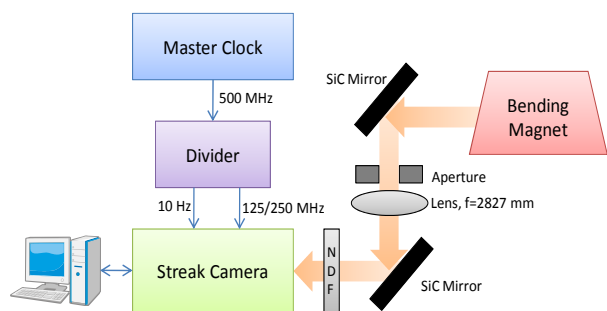 Master Clock
500 MHz
Divider
10 Hz
125/250 MHz
Streak Camera
NDF
SiC Mirror
Bending
Magnet
Aperture
Lens, f=2827 mm
SiC Mirror